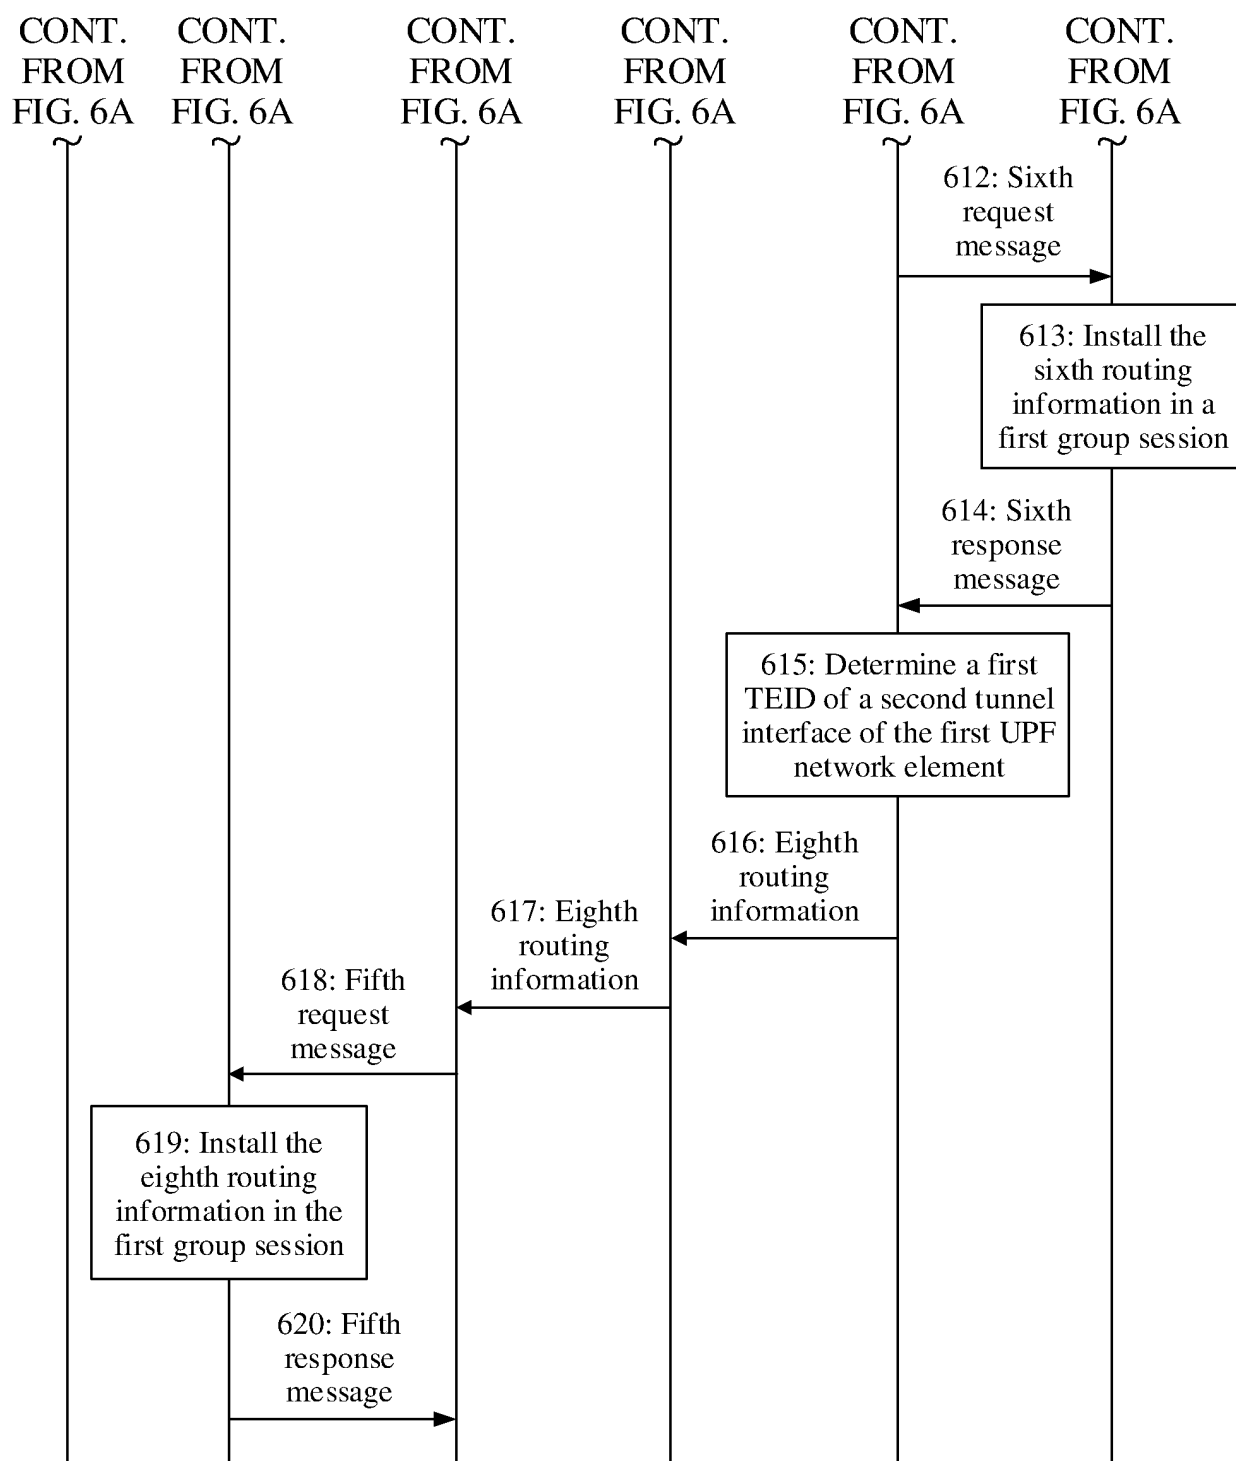 CONT. FROM FIG. 6A
CONT. FROM FIG. 6A
CONT. FROM FIG. 6A
CONT. FROM FIG. 6A
CONT. FROM FIG. 6A
CONT. FROM FIG. 6A
612: Sixth
request
message
613: Install the
sixth routing
information in a
first group session
614: Sixth
response
message
615: Determine a first
TEID of a second tunnel
interface of the first UPF
network element
616: Eighth
routing
information
617: Eighth
routing
information
618: Fifth
request
message
619: Install the
eighth routing
information in the
first group session
620: Fifth
response
message